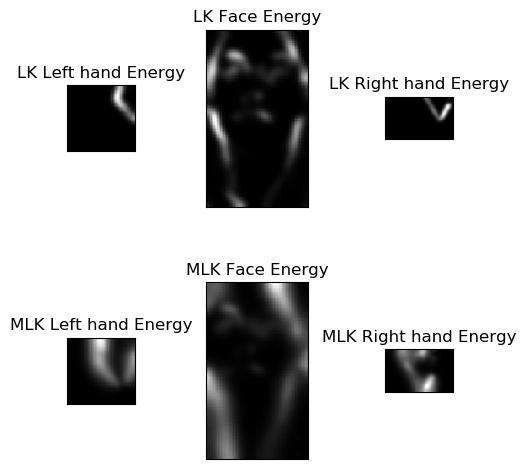 LK Face Energy
LK Left hand Energy
LK Right hand Energy
MLK Face Energy
MLK Left hand Energy
MLK Right hand Energy